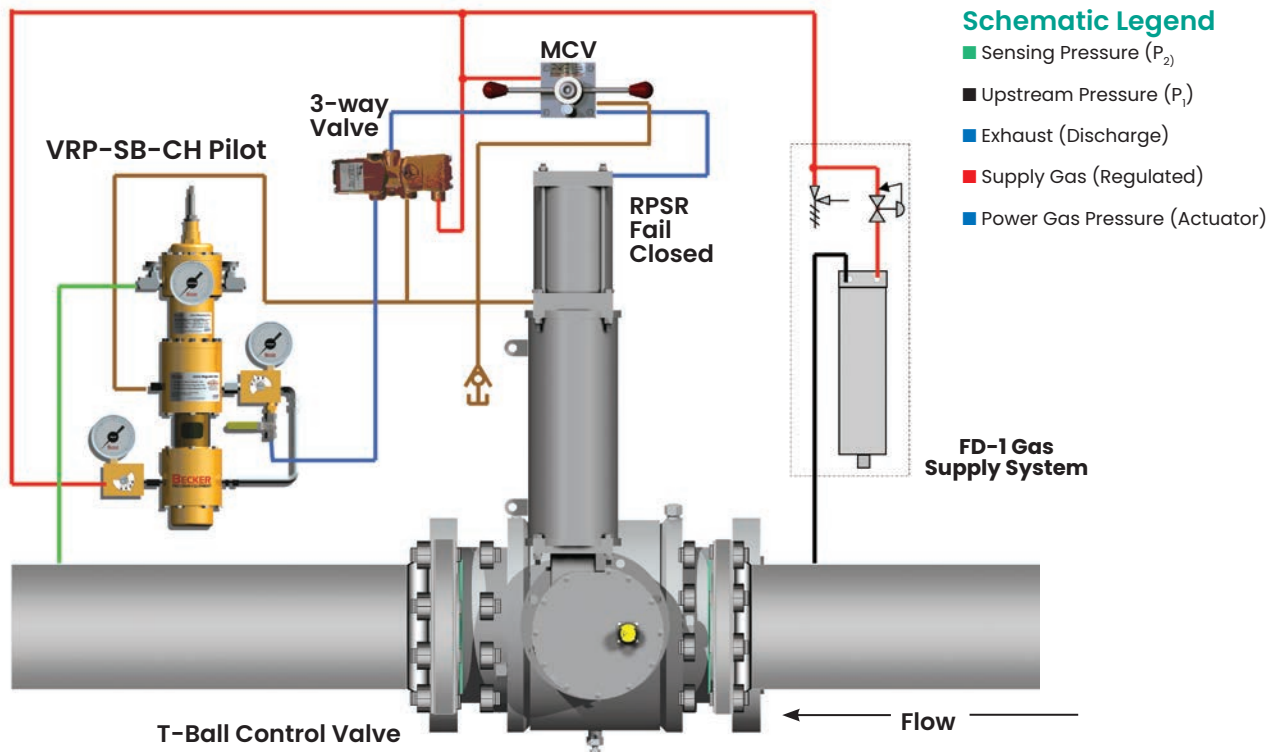 Schematic Legend
Sensing Pressure (P2)
Upstream Pressure (P1)
Exhaust (Discharge)
Supply Gas (Regulated)
Power Gas Pressure (Actuator)
MCV
3-way
Valve
VRP-SB-CH Pilot
RPSR
Fail
Closed
BECKER
FD-1 Gas
Supply System
T-Ball Control Valve
Flow